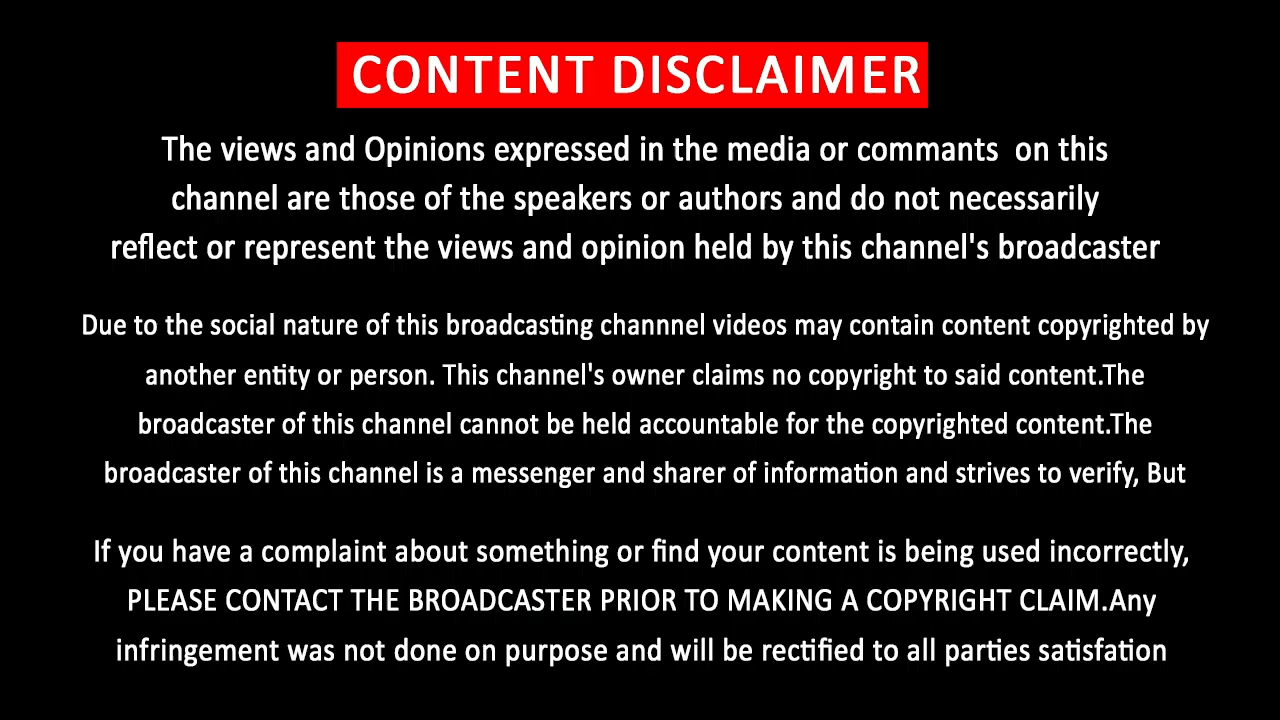 CONTENT DISCLAIMER
The views and Opinions expressed in the media or commants on this
channel are those of the speakers or authors and do not necessarily
reflect or represent the views and opinion held by this channel's broadcaster
Due to the social nature of this broadcasting channnel videos may contain content copyrighted by
another entity or person. This channel's owner claims no copyright to said content.The
broadcaster of this channel cannot be held accountable for the copyrighted content.The
broadcaster of this channel is a messenger and sharer of information and strives to verify, But
If you have a complaint about something or find your content is being used incorrectly,
PLEASE CONTACT THE BROADCASTER PRIOR TO MAKING A COPYRIGHT CLAIM.Any
infringement was not done on purpose and will be rectified to all parties satisfation